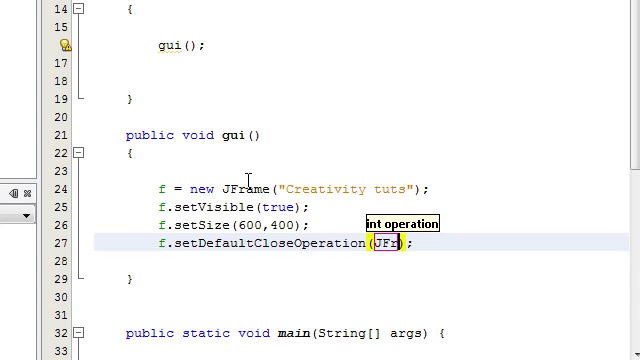 14 {
15
gui();
17
18
19 }
20
21 public void gui()
22 {
23
24 f = new JFrame("Creativity tuts");
25 f.setVisible(true);
26 f.setSize(600,400);
int operation
27 f.setDefaultCloseOperation(JFr);
28
29 }
30
31
32 public static void main(String[] args) {
33